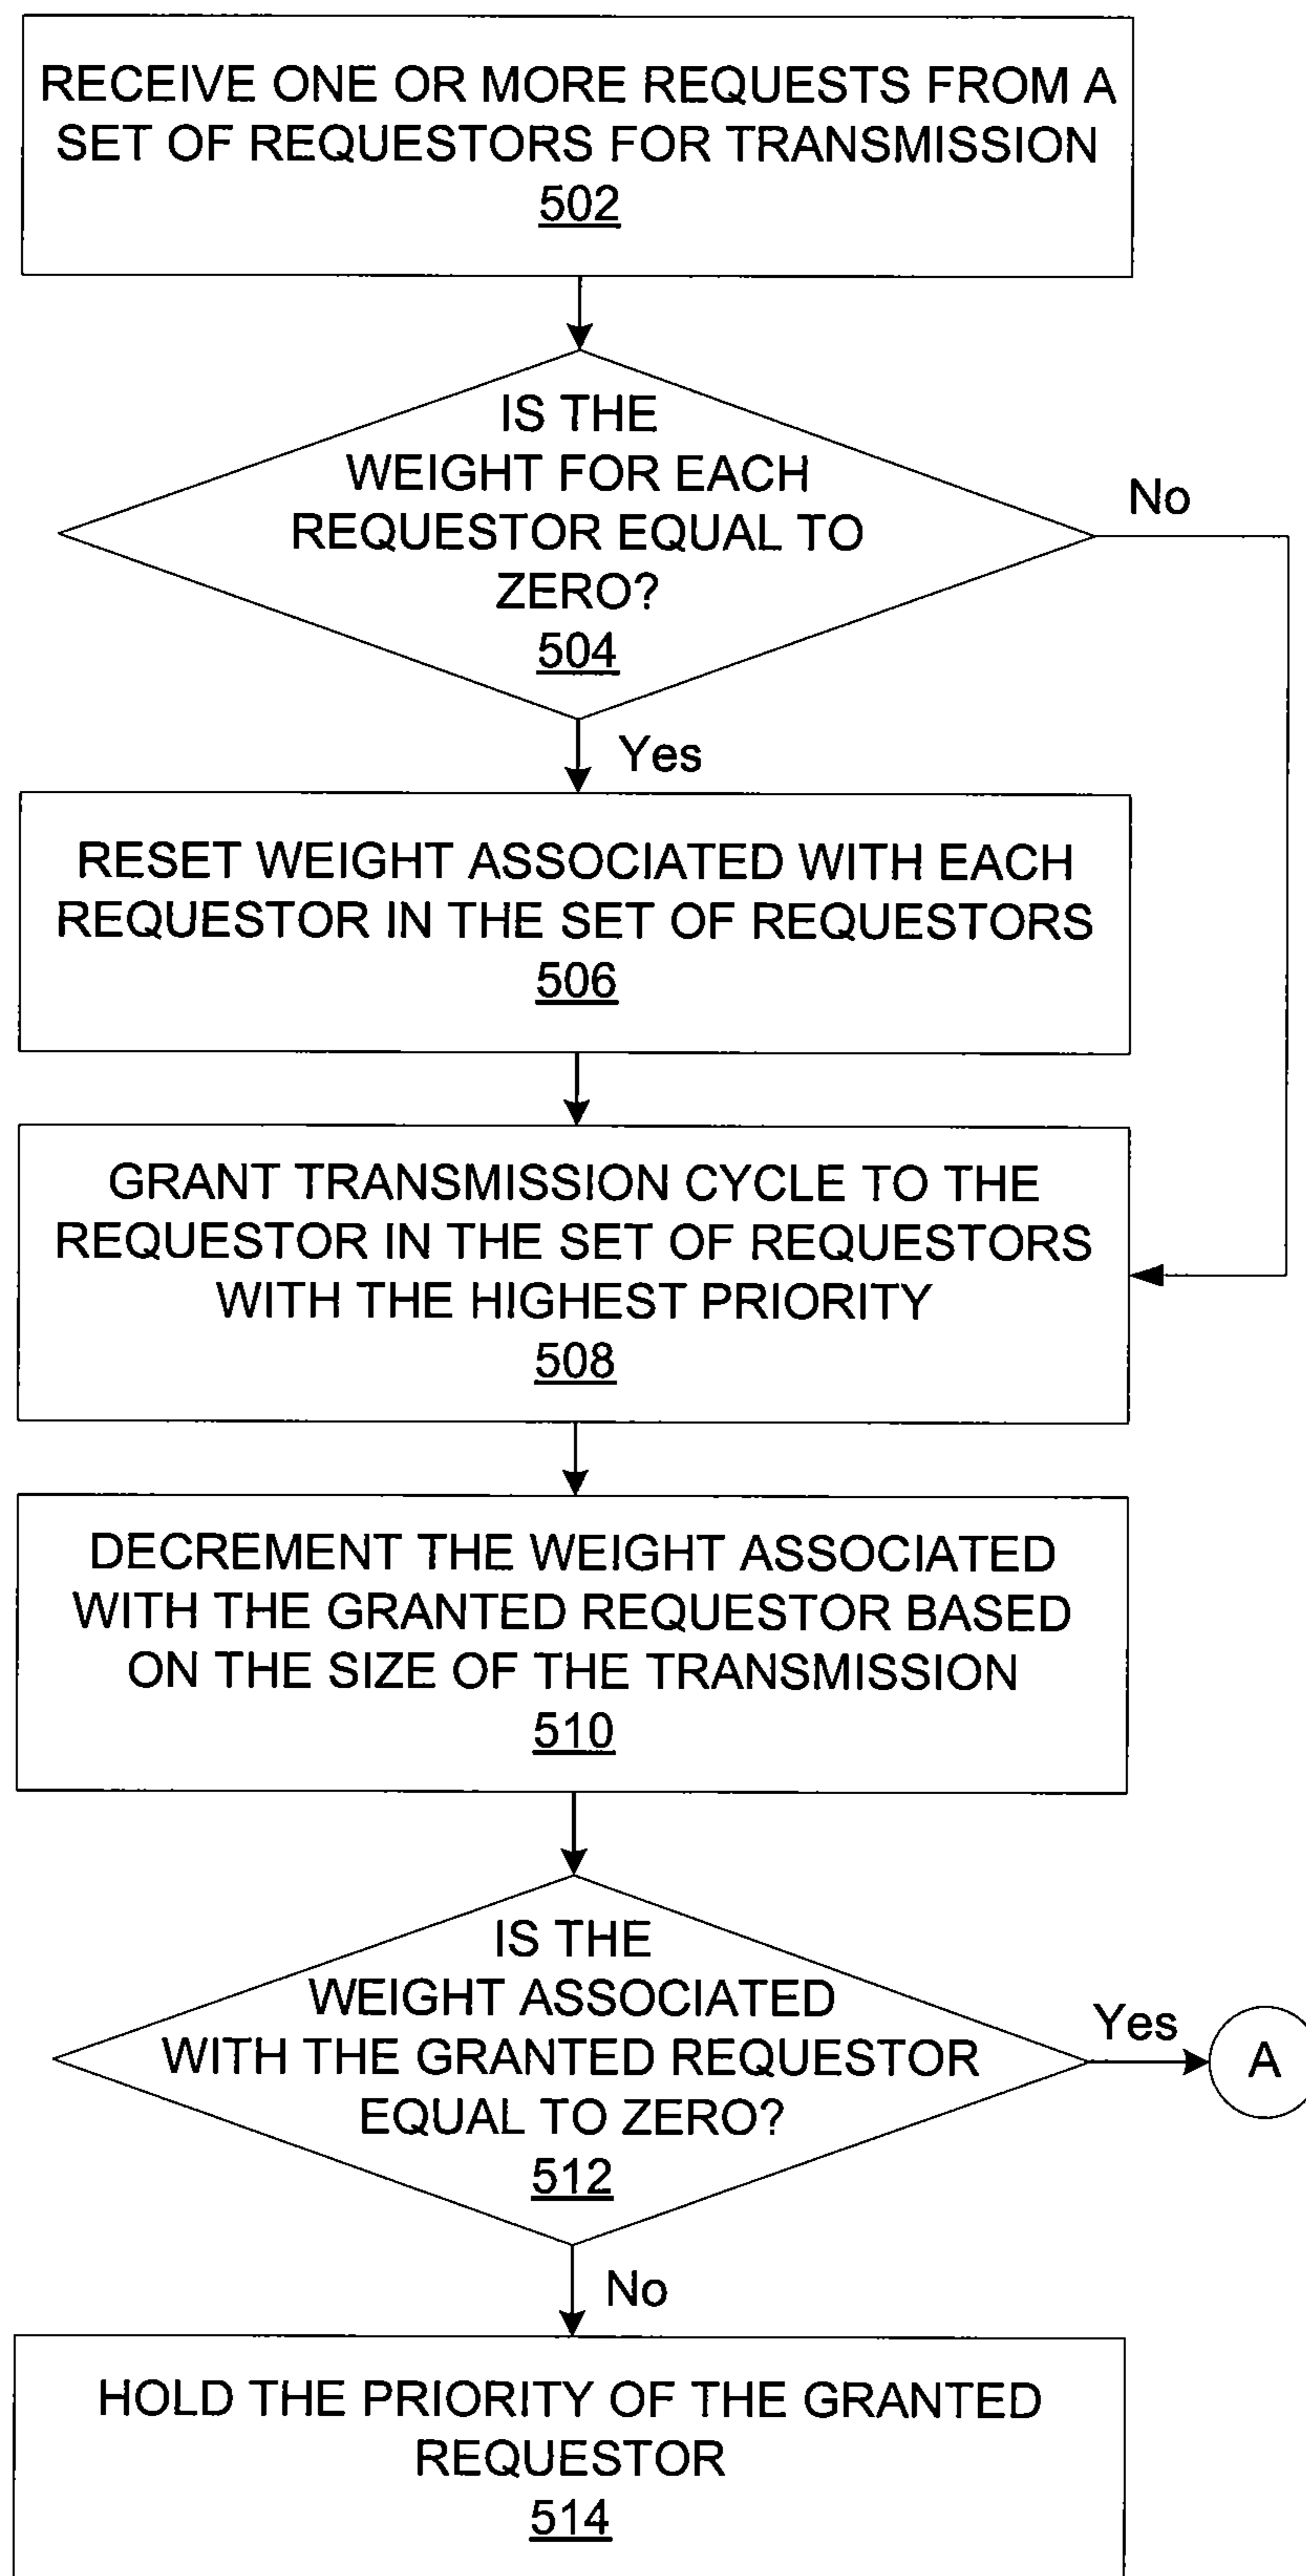 RECEIVE ONE OR MORE REQUESTS FROM A
SET OF REQUESTORS FOR TRANSMISSION
502
IS THE
WEIGHT FOR EACH
REQUESTOR EQUAL TO
ZERO?
504
No
Yes
RESET WEIGHT ASSOCIATED WITH EACH
REQUESTOR IN THE SET OF REQUESTORS
506
GRANT TRANSMISSION CYCLE TO THE
REQUESTOR IN THE SET OF REQUESTORS
WITH THE HIGHEST PRIORITY
508
DECREMENT THE WEIGHT ASSOCIATED
WITH THE GRANTED REQUESTOR BASED
ON THE SIZE OF THE TRANSMISSION
510
IS THE
WEIGHT ASSOCIATED
WITH THE GRANTED REQUESTOR
EQUAL TO ZERO?
512
Yes
A
No
HOLD THE PRIORITY OF THE GRANTED
REQUESTOR
514